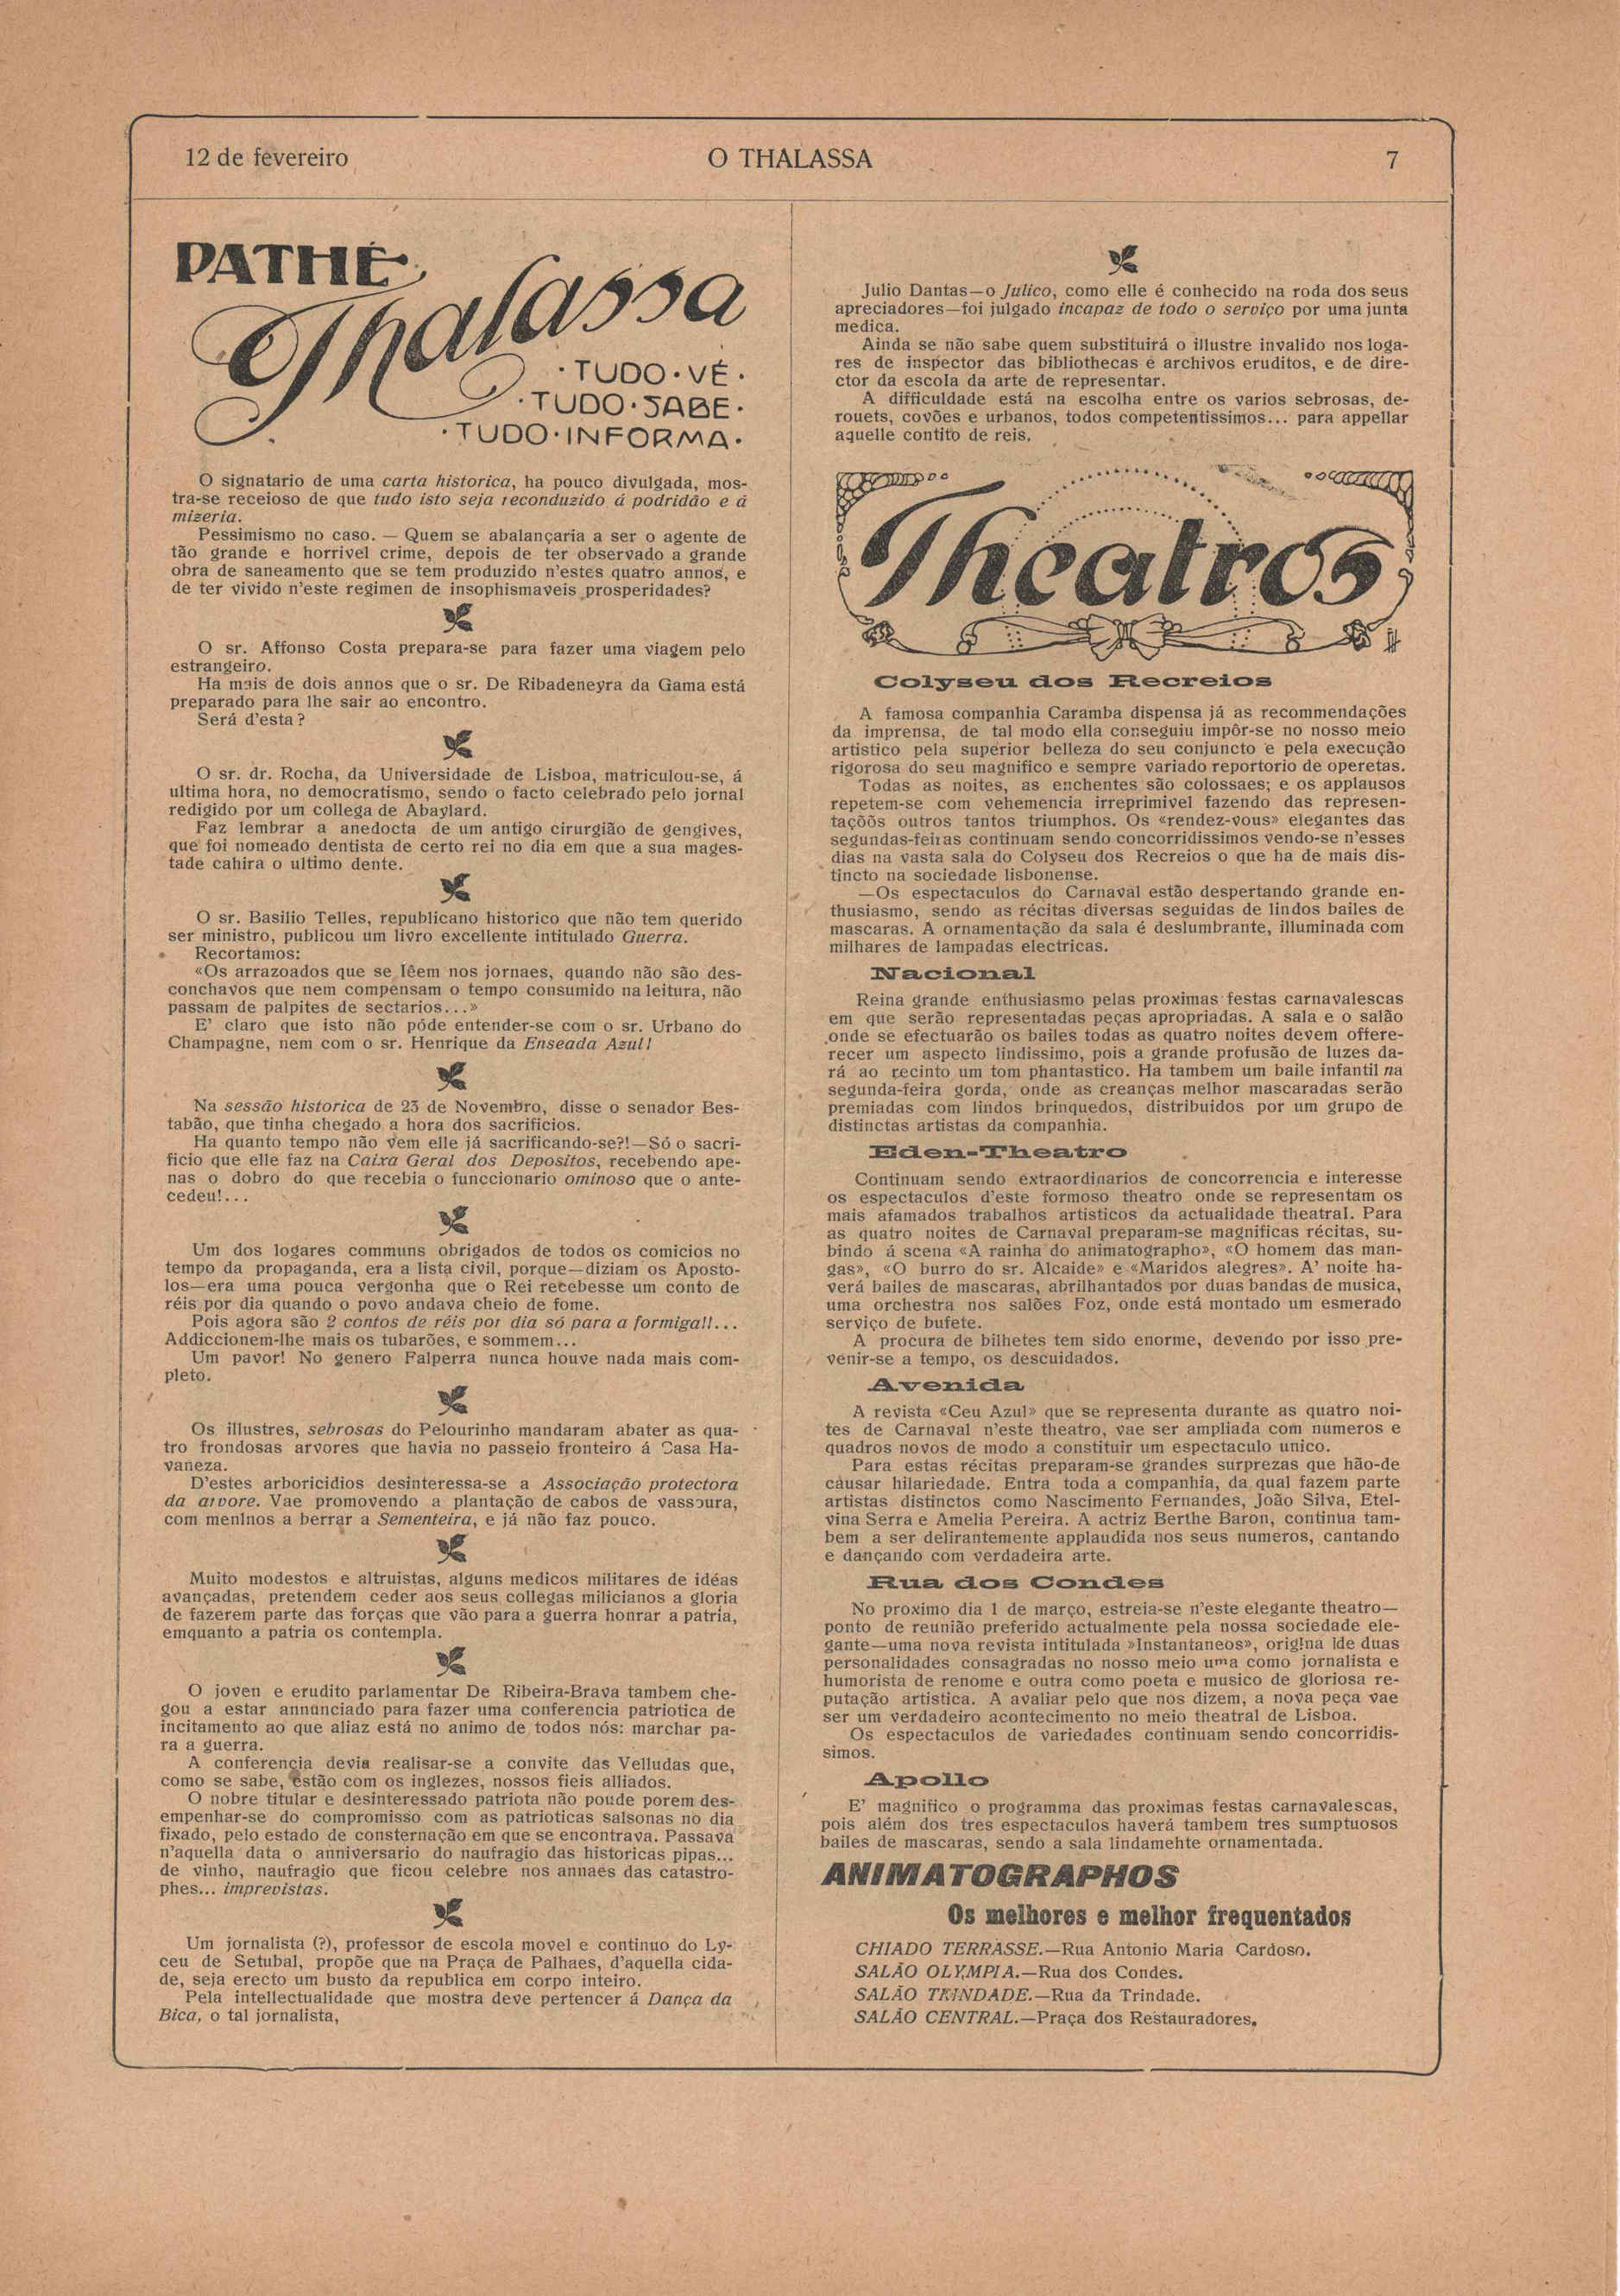 12 de fevereiro
O THALASSA
7
PATHÉ
Thalassa
·TUDO·VÊ·
·TUDO·SABE·
·TUDO·INFORMA·
O signatario de uma carta historica, ha pouco divulgada, mos-
tra-se receioso de que tudo isto seja reconduzido á podridão e á
mizeria.
Pessimismo no caso. — Quem se abalançaria a ser o agente de
tão grande e horrivel crime, depois de ter observado a grande
obra de saneamento que se tem produzido n'estes quatro annos, e
de ter vivido n'este regimen de insophismaveis prosperidades?
O sr. Affonso Costa prepara-se para fazer uma viagem pelo
estrangeiro.
Ha mais de dois annos que o sr. De Ribadeneyra da Gama está
preparado para lhe sair ao encontro.
Será d'esta?
O sr. dr. Rocha, da Universidade de Lisboa, matriculou-se, á
ultima hora, no democratismo, sendo o facto celebrado pelo jornal
redigido por um collega de Abaylard.
Faz lembrar a anedocta de um antigo cirurgião de gengives,
que foi nomeado dentista de certo rei no dia em que a sua mages-
tade cahira o ultimo dente.
O sr. Basilio Telles, republicano historico que não tem querido
ser ministro, publicou um livro excellente intitulado Guerra.
Recortamos:
«Os arrazoados que se lêem nos jornaes, quando não são des-
conchavos que nem compensam o tempo consumido na leitura, não
passam de palpites de sectarios...»
E' claro que isto não póde entender-se com o sr. Urbano do
Champagne, nem com o sr. Henrique da Enseada Azul!
Na sessão historica de 23 de Novembro, disse o senador Bes-
tabão, que tinha chegado a hora dos sacrificios.
Ha quanto tempo não vem elle já sacrificando-se?!—Só o sacri-
ficio que elle faz na Caixa Geral dos Depositos, recebendo ape-
nas o dobro do que recebia o funccionario ominoso que o ante-
cedeu!...
Um dos logares communs obrigados de todos os comicios no
tempo da propaganda, era a lista civil, porque—diziam os Aposto-
los—era uma pouca vergonha que o Rei recebesse um conto de
réis por dia quando o povo andava cheio de fome.
Pois agora são 2 contos de réis por dia só para a formiga!!...
Addiccionem-lhe mais os tubarões, e sommem...
Um pavor! No genero Falperra nunca houve nada mais com-
pleto.
Os illustres, sebrosas do Pelourinho mandaram abater as qua-
tro frondosas arvores que havia no passeio fronteiro á Casa Ha-
vaneza.
D'estes arboricidios desinteressa-se a Associação protectora
da arvore. Vae promovendo a plantação de cabos de vassoura,
com meninos a berrar a Sementeira, e já não faz pouco.
Muito modestos e altruistas, alguns medicos militares de idéas
avançadas, pretendem ceder aos seus collegas milicianos a gloria
de fazerem parte das forças que vão para a guerra honrar a patria,
emquanto a patria os contempla.
O joven e erudito parlamentar De Ribeira-Brava tambem che-
gou a estar annunciado para fazer uma conferencia patriotica de
incitamento ao que aliaz está no animo de todos nós: marchar pa-
ra a guerra.
A conferencia devia realisar-se a convite das Velludas que,
como se sabe, estão com os inglezes, nossos fieis alliados.
O nobre titular e desinteressado patriota não poude porem des-
empenhar-se do compromisso com as patrioticas salsonas no dia
fixado, pelo estado de consternação em que se encontrava. Passava
n'aquella data o anniversario do naufragio das historicas pipas...
de vinho, naufragio que ficou celebre nos annaes das catastro-
phes... imprevistas.
Um jornalista (?), professor de escola movel e continuo do Ly-
ceu de Setubal, propõe que na Praça de Palhaes, d'aquella cida-
de, seja erecto um busto da republica em corpo inteiro.
Pela intellectualidade que mostra deve pertencer á Dança da
Bica, o tal jornalista,
Julio Dantas—o Julico, como elle é conhecido na roda dos seus
apreciadores—foi julgado incapaz de todo o serviço por uma junta
medica.
Ainda se não sabe quem substituirá o illustre invalido nos loga-
res de inspector das bibliothecas e archivos eruditos, e de dire-
ctor da escola da arte de representar.
A difficuldade está na escolha entre os varios sebrosas, de-
rouets, covões e urbanos, todos competentissimos... para appellar
aquelle contito de reis.
Theatros
Colyseu dos Recreios
A famosa companhia Caramba dispensa já as recommendações
da imprensa, de tal modo ella conseguiu impôr-se no nosso meio
artistico pela superior belleza do seu conjuncto e pela execução
rigorosa do seu magnifico e sempre variado reportorio de operetas.
Todas as noites, as enchentes são colossaes; e os applausos
repetem-se com vehemencia irreprimivel fazendo das represen-
taçõõs outros tantos triumphos. Os «rendez-vous» elegantes das
segundas-feiras continuam sendo concorridissimos vendo-se n'esses
dias na vasta sala do Colyseu dos Recreios o que ha de mais dis-
tincto na sociedade lisbonense.
—Os espectaculos do Carnaval estão despertando grande en-
thusiasmo, sendo as récitas diversas seguidas de lindos bailes de
mascaras. A ornamentação da sala é deslumbrante, illuminada com
milhares de lampadas electricas.
Nacional
Reina grande enthusiasmo pelas proximas festas carnavalescas
em que serão representadas peças apropriadas. A sala e o salão
onde se efectuarão os bailes todas as quatro noites devem offere-
recer um aspecto lindissimo, pois a grande profusão de luzes da-
rá ao recinto um tom phantastico. Ha tambem um baile infantil na
segunda-feira gorda, onde as creanças melhor mascaradas serão
premiadas com lindos brinquedos, distribuidos por um grupo de
distinctas artistas da companhia.
Eden-Theatro
Continuam sendo extraordinarios de concorrencia e interesse
os espectaculos d'este formoso theatro onde se representam os
mais afamados trabalhos artisticos da actualidade theatral. Para
as quatro noites de Carnaval preparam-se magnificas récitas, su-
bindo á scena «A rainha do animatographo», «O homem das man-
gas», «O burro do sr. Alcaide» e «Maridos alegres». A' noite ha-
verá bailes de mascaras, abrilhantados por duas bandas de musica,
uma orchestra nos salões Foz, onde está montado um esmerado
serviço de bufete.
A procura de bilhetes tem sido enorme, devendo por isso pre-
venir-se a tempo, os descuidados.
Avenida
A revista «Ceu Azul» que se representa durante as quatro noi-
tes de Carnaval n'este theatro, vae ser ampliada com numeros e
quadros novos de modo a constituir um espectaculo unico.
Para estas récitas preparam-se grandes surprezas que hão-de
causar hilariedade. Entra toda a companhia, da qual fazem parte
artistas distinctos como Nascimento Fernandes, João Silva, Etel-
vina Serra e Amelia Pereira. A actriz Berthe Baron, continua tam-
bem a ser delirantemente applaudida nos seus numeros, cantando
e dançando com verdadeira arte.
Rua dos Condes
No proximo dia 1 de março, estreia-se n'este elegante theatro—
ponto de reunião preferido actualmente pela nossa sociedade ele-
gante—uma nova revista intitulada »Instantaneos», orig!na lde duas
personalidades consagradas no nosso meio uma como jornalista e
humorista de renome e outra como poeta e musico de gloriosa re-
putação artistica. A avaliar pelo que nos dizem, a nova peça vae
ser um verdadeiro acontecimento no meio theatral de Lisboa.
Os espectaculos de variedades continuam sendo concorridis-
simos.
Apollo
E' magnifico o programma das proximas festas carnavalescas,
pois além dos tres espectaculos haverá tambem tres sumptuosos
bailes de mascaras, sendo a sala lindamehte ornamentada.
ANIMATOGRAPHOS
Os melhores e melhor frequentados
CHIADO TERRASSE.—Rua Antonio Maria Cardoso.
SALÃO OLYMPIA.—Rua dos Condes.
SALÃO TRINDADE.—Rua da Trindade.
SALÃO CENTRAL.—Praça dos Restauradores.